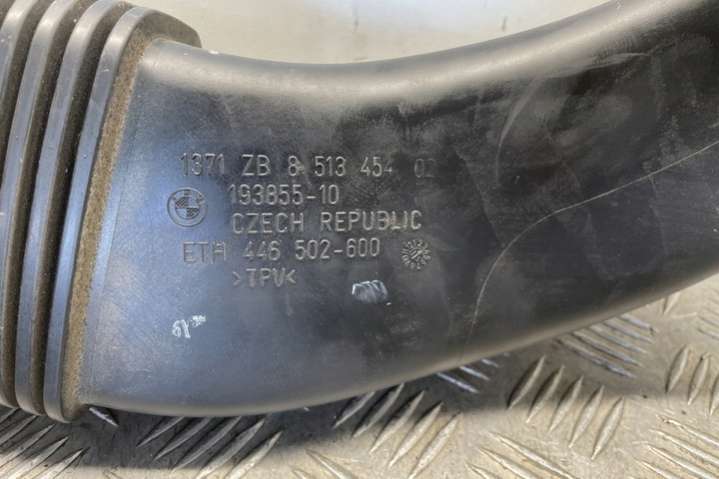 1371 ZB 8 513 454 02
193855-10
CZECH REPUBLIC
ETH 446 502-600
>TPV<